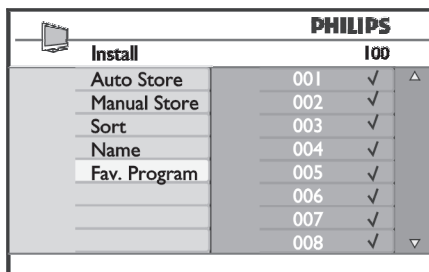 PHILIPS
Install 100
Auto Store 001 ✓
Manual Store 002 ✓
Sort 003 ✓
Name 004 ✓
Fav. Program 005 ✓
006 ✓
007 ✓
008 ✓